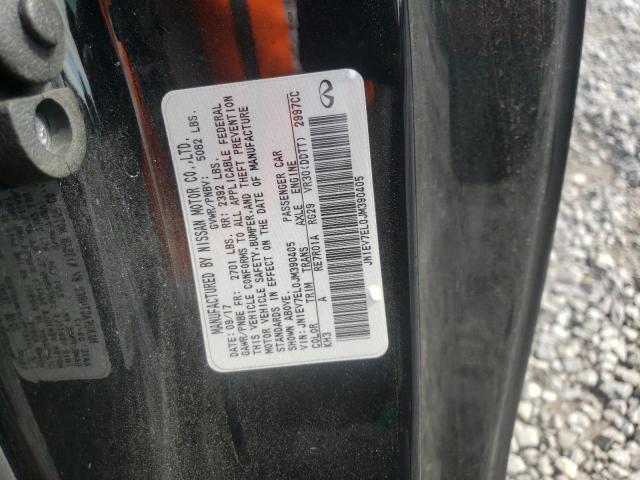 MANUFACTURED BY NISSAN MOTOR CO.,LTD.
DATE: 09/17 GVWR/PNBV: 5082 LBS.
GAWR/PNBE FR: 2701 LBS. RR: 2392 LBS.
THIS VEHICLE CONFORMS TO ALL APPLICABLE FEDERAL
MOTOR VEHICLE SAFETY,BUMPER,AND THEFT PREVENTION
STANDARDS IN EFFECT ON THE DATE OF MANUFACTURE
SHOWN ABOVE.
VIN:JN1EV7EL0JM390405 PASSENGER CAR
COLOR TRIM TRANS AXLE ENGINE
KH3 A RE7R01A RG29 VR30(DDTT) 2997CC
JN1EV7EL0JM390405